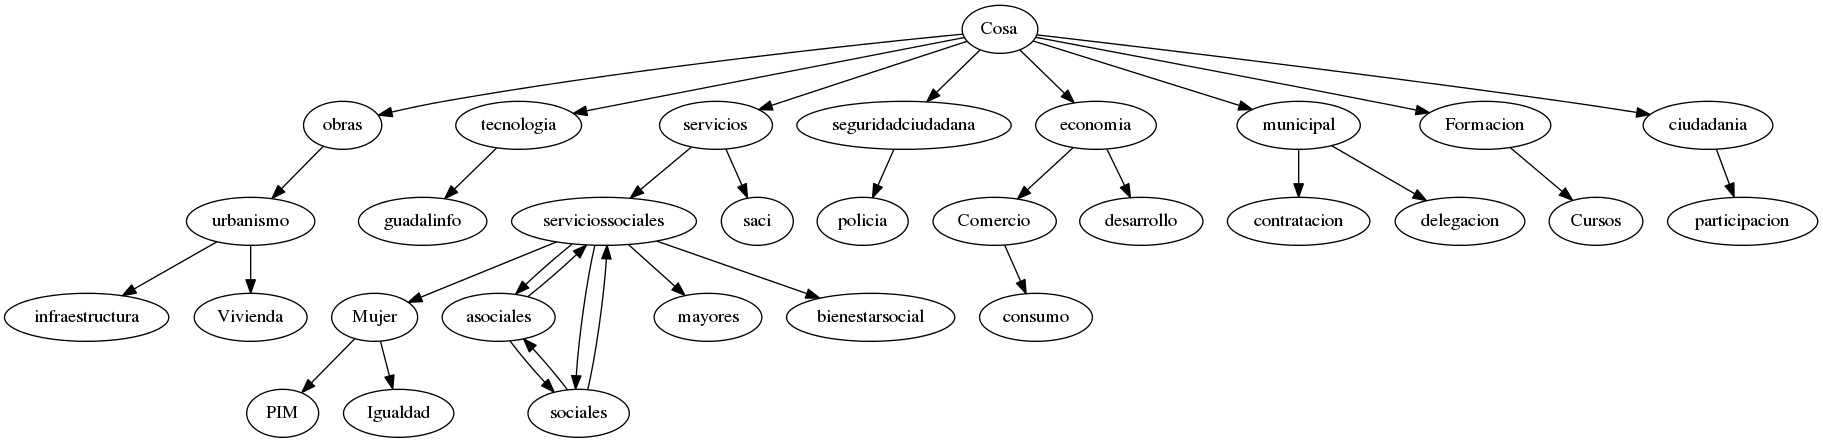 Cosa
obras
tecnologia
servicios
seguridadciudadana
economia
municipal
Formacion
ciudadania
urbanismo
guadalinfo
serviciossociales
saci
policia
Comercio
desarrollo
contratacion
delegacion
Cursos
participacion
infraestructura
Vivienda
Mujer
asociales
mayores
bienestarsocial
consumo
PIM
Igualdad
sociales